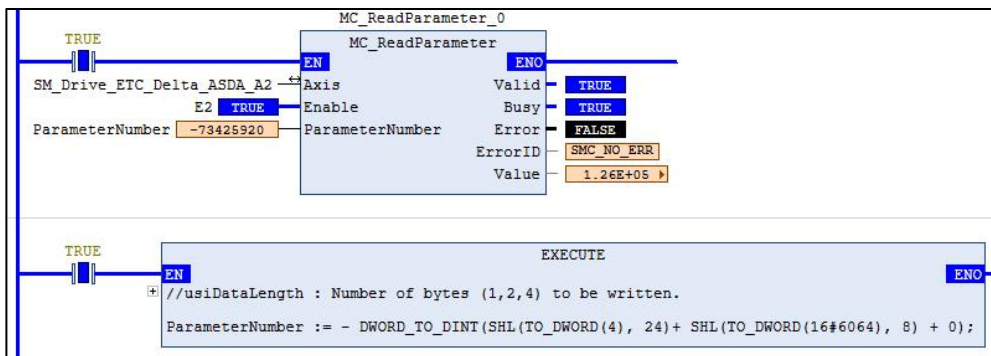 MC_ReadParameter_0
TRUE
MC_ReadParameter
EN ENO
SM_Drive_ETC_Delta_ASDA_A2 Axis Valid TRUE
E2 TRUE Enable Busy TRUE
ParameterNumber -73425920 ParameterNumber Error FALSE
ErrorID SMC_NO_ERR
Value 1.26E+05
TRUE
EXECUTE
EN ENO
//usiDataLength : Number of bytes (1,2,4) to be written.
ParameterNumber := - DWORD_TO_DINT(SHL(TO_DWORD(4), 24)+ SHL(TO_DWORD(16#6064), 8) + 0);